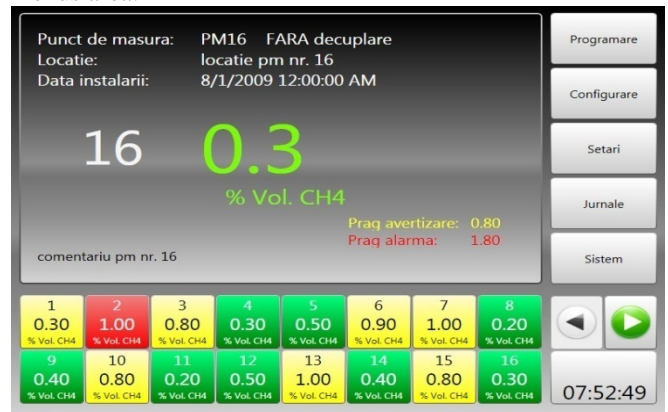 Punct de masura: PM16 FARA decuplare
Locatie: locatie pm nr. 16
Data instalarii: 8/1/2009 12:00:00 AM
16 0.3
% Vol. CH4
Prag avertizare: 0.80
Prag alarma: 1.80
comentariu pm nr. 16
Programare
Configurare
Setari
Jurnale
Sistem
1 2 3 4 5 6 7 8
0.30 1.00 0.80 0.30 0.50 0.90 1.00 0.20
% Vol. CH4 % Vol. CH4 % Vol. CH4 % Vol. CH4 % Vol. CH4 % Vol. CH4 % Vol. CH4 % Vol. CH4
9 10 11 12 13 14 15 16
0.40 0.80 0.20 0.50 1.00 0.40 0.80 0.30
% Vol. CH4 % Vol. CH4 % Vol. CH4 % Vol. CH4 % Vol. CH4 % Vol. CH4 % Vol. CH4 % Vol. CH4
07:52:49